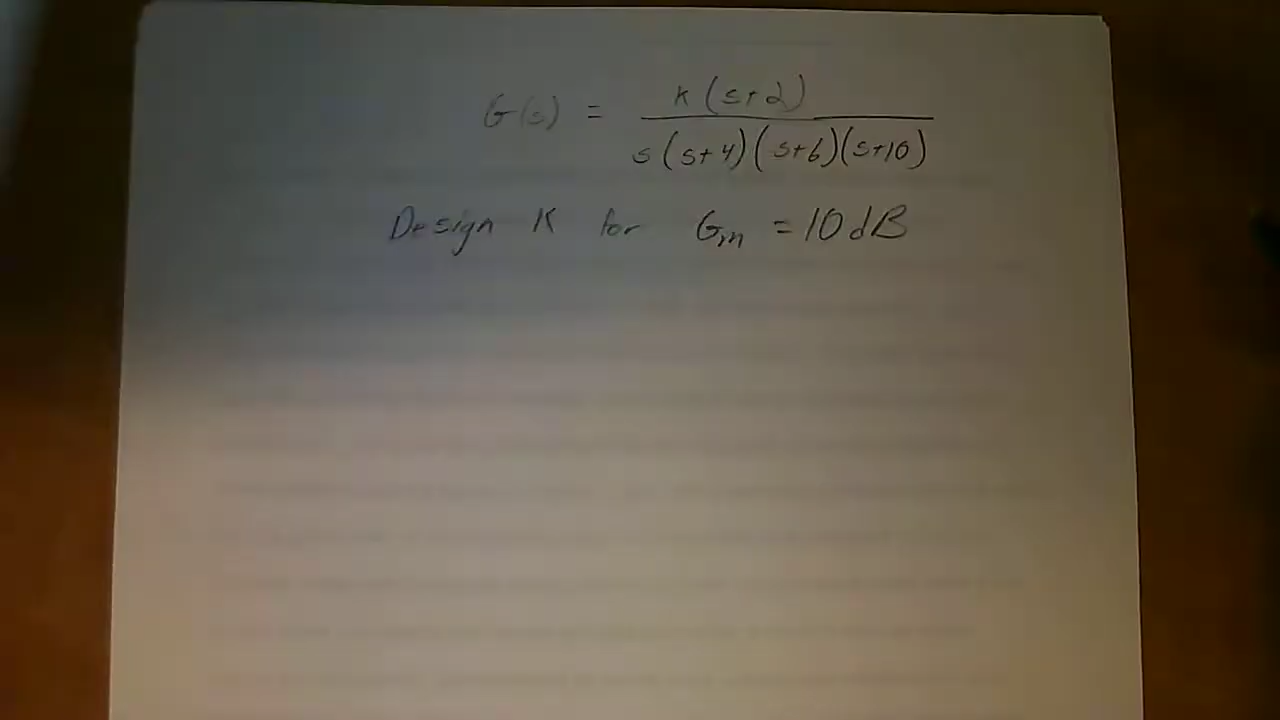 G(s) = K(s+2) / s(s+4)(s+6)(s+10)
Design K for Gm = 10dB